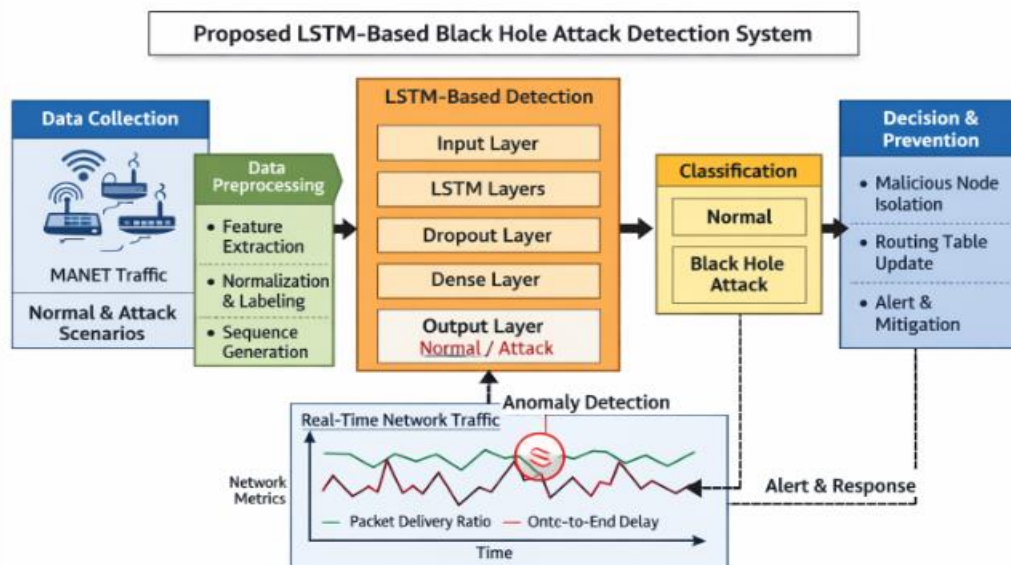 Proposed LSTM-Based Black Hole Attack Detection System
Data Collection
MANET Traffic
Normal & Attack
Scenarios
Data
Preprocessing
• Feature
Extraction
• Normalization
& Labeling
• Sequence
Generation
LSTM-Based Detection
Input Layer
LSTM Layers
Dropout Layer
Dense Layer
Output Layer
Normal / Attack
Classification
Normal
Black Hole
Attack
Decision &
Prevention
• Malicious Node
Isolation
• Routing Table
Update
• Alert &
Mitigation
Anomaly Detection
Real-Time Network Traffic
Network
Metrics
Packet Delivery Ratio
Ontc-to-End Delay
Time
Alert & Response